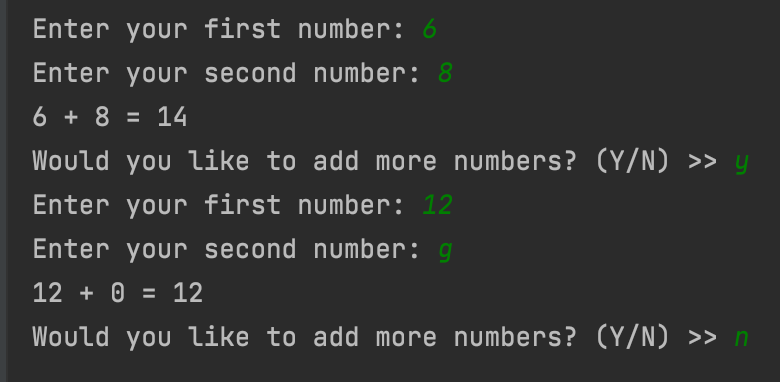 Enter your first number: 6
Enter your second number: 8
6 + 8 = 14
Would you like to add more numbers? (Y/N) >> y
Enter your first number: 12
Enter your second number: g
12 + 0 = 12
Would you like to add more numbers? (Y/N) >> n